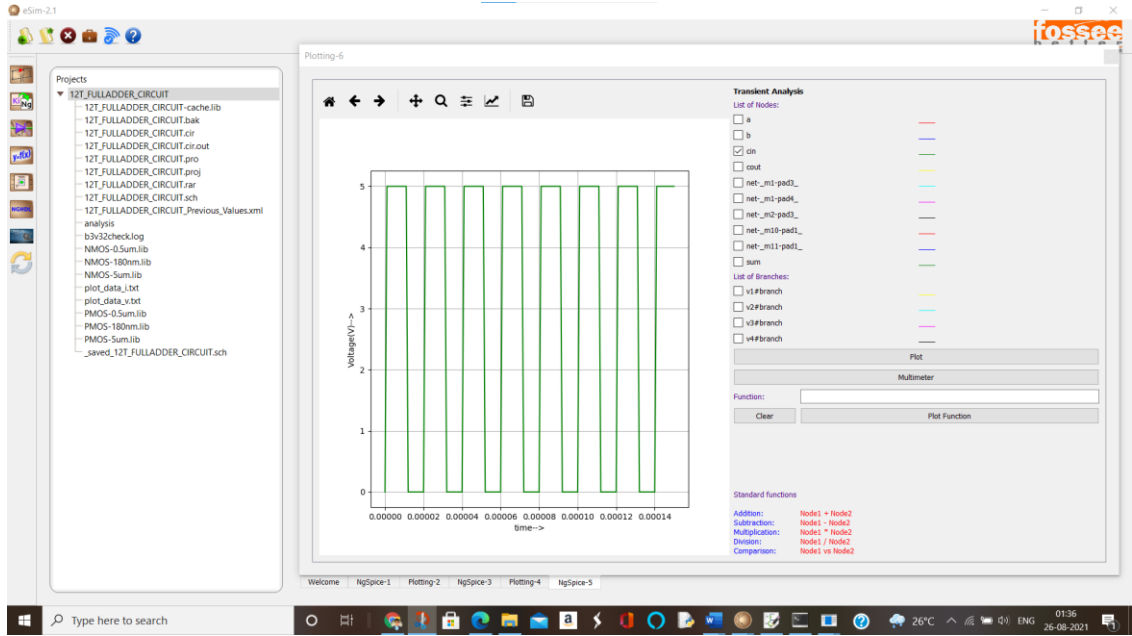 eSim-2.1
fossee
Plotting-6
Projects
12T_FULLADDER_CIRCUIT
12T_FULLADDER_CIRCUIT-cache.lib
12T_FULLADDER_CIRCUIT.bak
12T_FULLADDER_CIRCUIT.cir
12T_FULLADDER_CIRCUIT.cir.out
12T_FULLADDER_CIRCUIT.pro
12T_FULLADDER_CIRCUIT.proj
12T_FULLADDER_CIRCUIT.rar
12T_FULLADDER_CIRCUIT.sch
12T_FULLADDER_CIRCUIT_Previous_Values.xml
analysis
b3v32check.log
NMOS-0.5um.lib
NMOS-180nm.lib
NMOS-5um.lib
plot_data_i.txt
plot_data_v.txt
PMOS-0.5um.lib
PMOS-180nm.lib
PMOS-5um.lib
_saved_12T_FULLADDER_CIRCUIT.sch
5
4
3
2
1
0
Voltage(V)-->
0.00000 0.00002 0.00004 0.00006 0.00008 0.00010 0.00012 0.00014
time-->
Transient Analysis
List of Nodes:
a
b
cin
cout
net-_m1-pad3_
net-_m1-pad4_
net-_m2-pad3_
net-_m10-pad1_
net-_m11-pad1_
sum
List of Branches:
v1#branch
v2#branch
v3#branch
v4#branch
Plot
Multimeter
Function:
Clear Plot Function
Standard functions
Addition: Node1 + Node2
Subtraction: Node1 - Node2
Multiplication: Node1 * Node2
Division: Node1 / Node2
Comparison: Node1 vs Node2
Welcome NgSpice-1 Plotting-2 NgSpice-3 Plotting-4 NgSpice-5
Type here to search
26°C ENG
01:36
26-08-2021